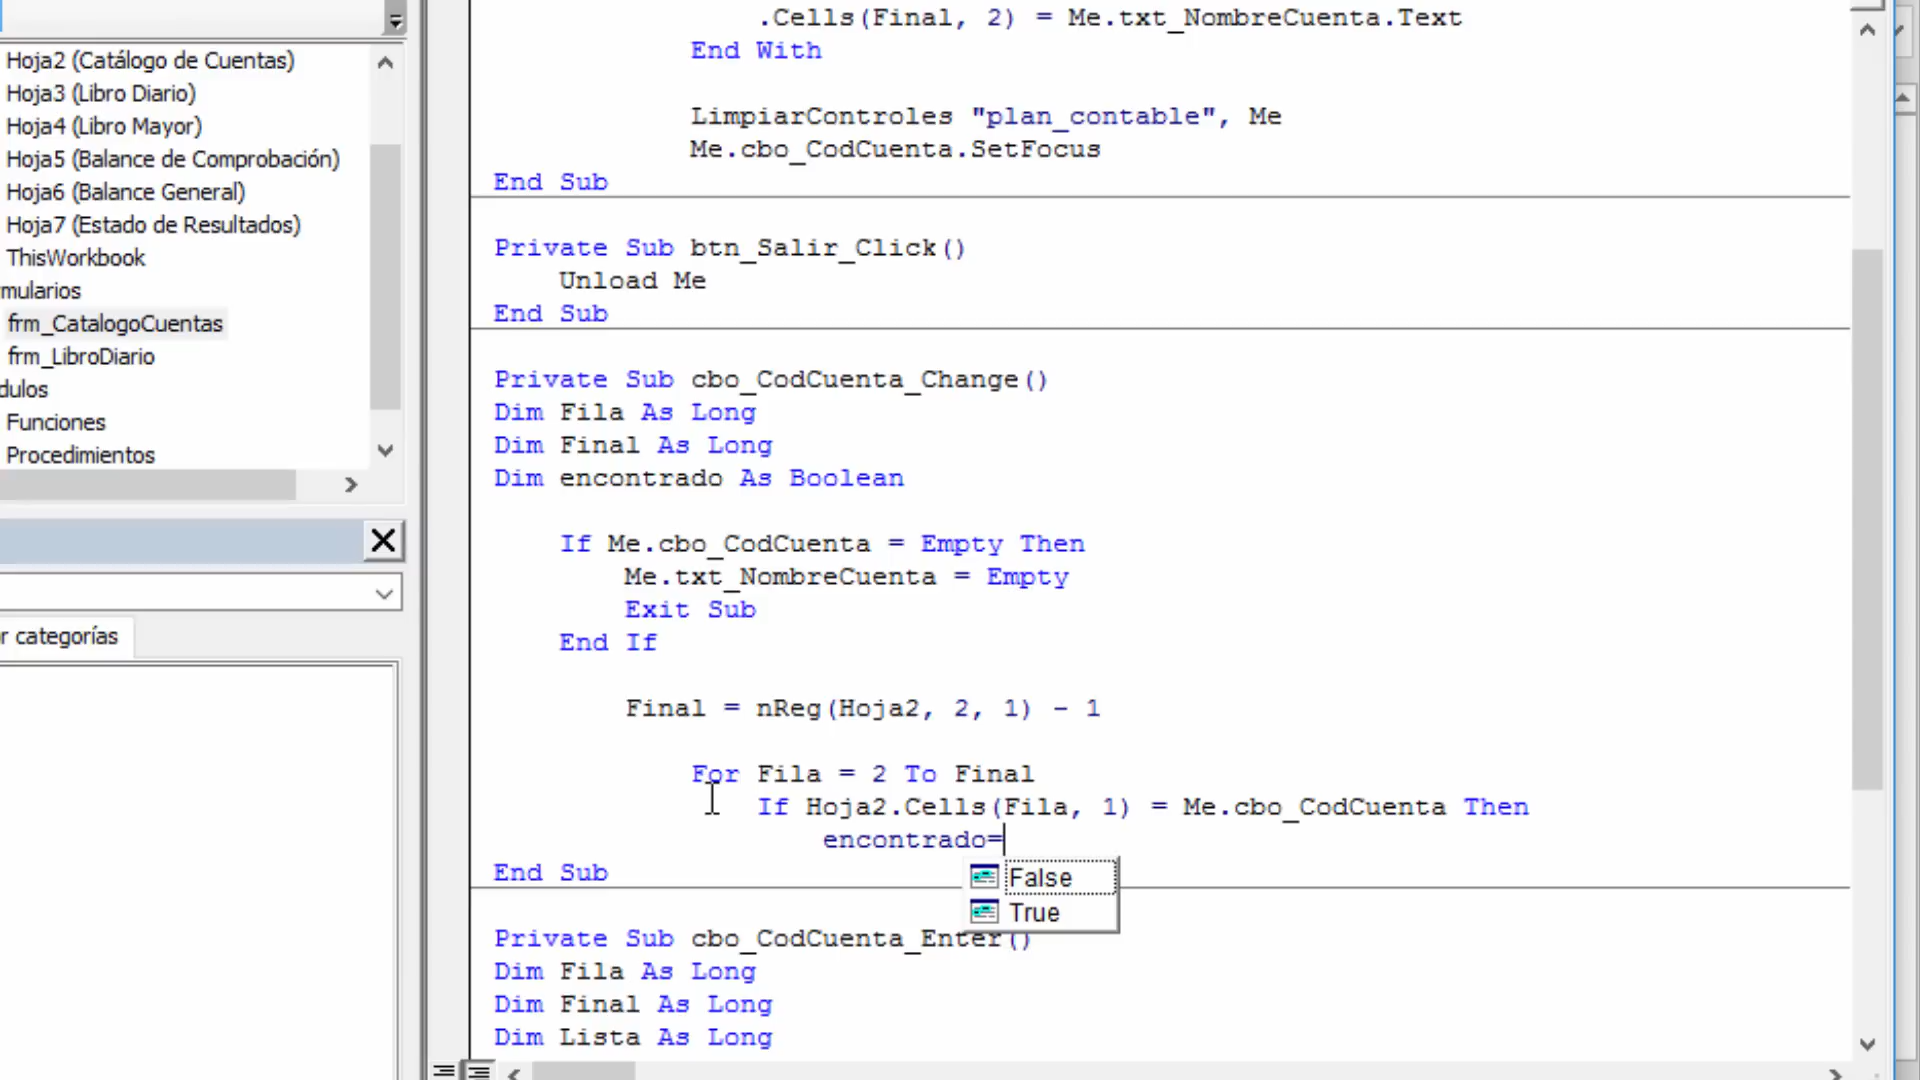 Hoja2 (Catálogo de Cuentas)
Hoja3 (Libro Diario)
Hoja4 (Libro Mayor)
Hoja5 (Balance de Comprobación)
Hoja6 (Balance General)
Hoja7 (Estado de Resultados)
ThisWorkbook
mularios
frm_CatalogoCuentas
frm_LibroDiario
dulos
Funciones
Procedimientos
r categorías
.Cells(Final, 2) = Me.txt_NombreCuenta.Text
End With
LimpiarControles "plan_contable", Me
Me.cbo_CodCuenta.SetFocus
End Sub
Private Sub btn_Salir_Click()
Unload Me
End Sub
Private Sub cbo_CodCuenta_Change()
Dim Fila As Long
Dim Final As Long
Dim encontrado As Boolean
If Me.cbo_CodCuenta = Empty Then
Me.txt_NombreCuenta = Empty
Exit Sub
End If
Final = nReg(Hoja2, 2, 1) - 1
For Fila = 2 To Final
If Hoja2.Cells(Fila, 1) = Me.cbo_CodCuenta Then
encontrado=
False
True
End Sub
Private Sub cbo_CodCuenta_Enter()
Dim Fila As Long
Dim Final As Long
Dim Lista As Long